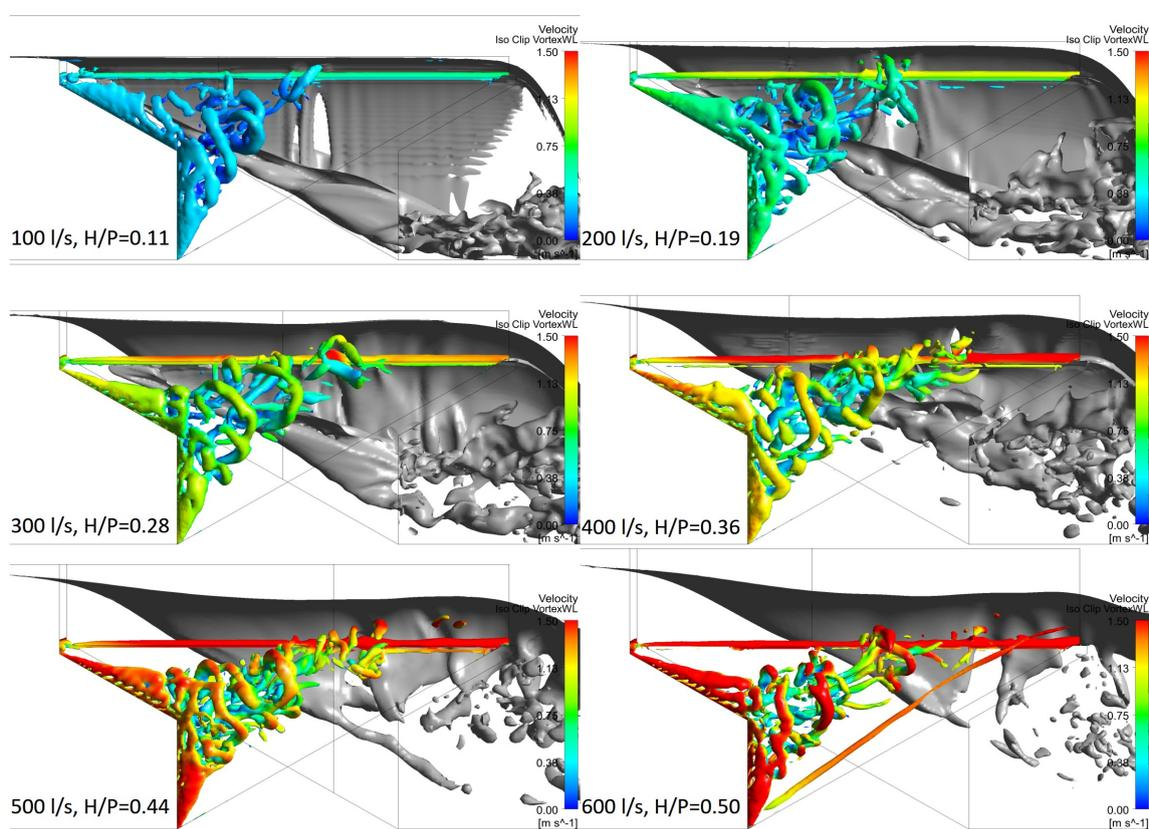 Velocity
Iso Clip VortexWL
1.50
1.13
0.75
0.38
0.00
[m s^-1]
100 l/s, H/P=0.11
Velocity
Iso Clip VortexWL
1.50
1.13
0.75
0.38
0.00
[m s^-1]
200 l/s, H/P=0.19
Velocity
Iso Clip VortexWL
1.50
1.13
0.75
0.38
0.00
[m s^-1]
300 l/s, H/P=0.28
Velocity
Iso Clip VortexWL
1.50
1.13
0.75
0.38
0.00
[m s^-1]
400 l/s, H/P=0.36
Velocity
Iso Clip VortexWL
1.50
1.13
0.75
0.38
0.00
[m s^-1]
500 l/s, H/P=0.44
Velocity
Iso Clip VortexWL
1.50
1.13
0.75
0.38
0.00
[m s^-1]
600 l/s, H/P=0.50